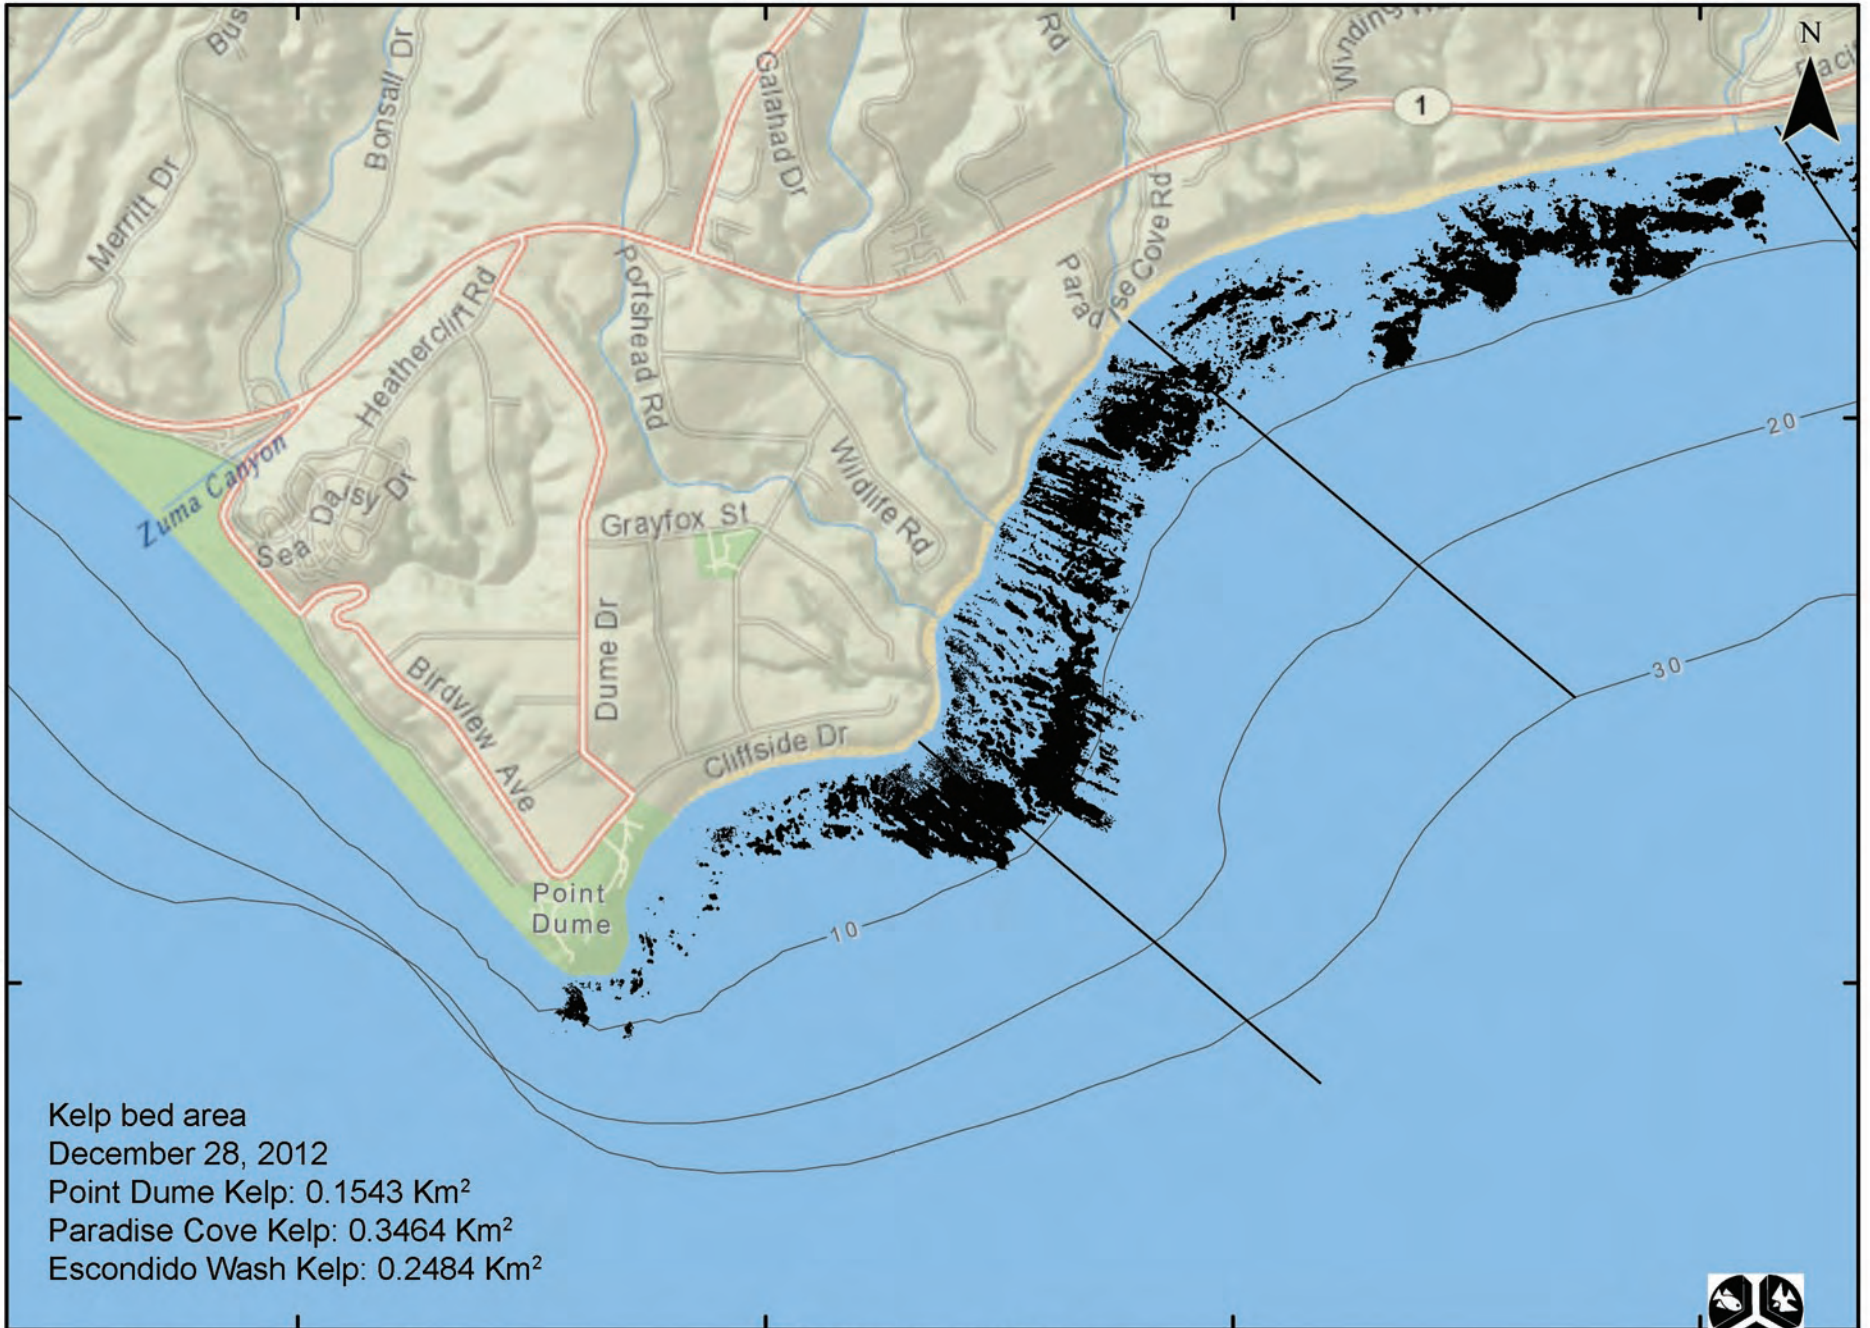 Bus
Bonsall Dr
Galahad Dr
Rd
N
1
Merritt Dr
Heathercliff Rd
Portshead Rd
Paradise Cove Rd
Zuma Canyon
Sea Daisy Dr
Grayfox St
Wildlife Rd
20
Birdview Ave
Dume Dr
Cliffside Dr
30
Point
Dume
10
Kelp bed area
December 28, 2012
Point Dume Kelp: 0.1543 Km²
Paradise Cove Kelp: 0.3464 Km²
Escondido Wash Kelp: 0.2484 Km²